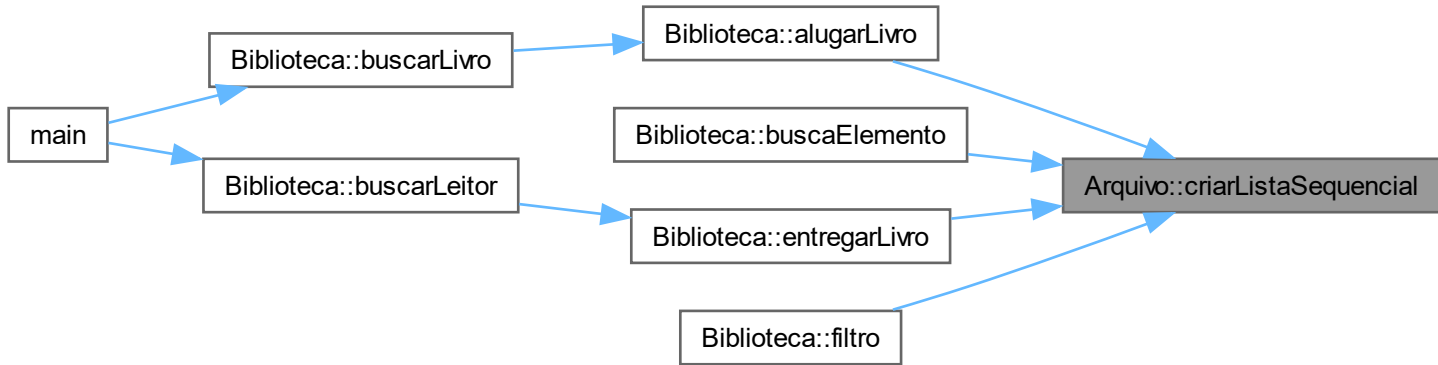 main
Biblioteca::buscarLivro
Biblioteca::buscarLeitor
Biblioteca::alugarLivro
Biblioteca::buscaElemento
Biblioteca::entregarLivro
Biblioteca::filtro
Arquivo::criarListaSequencial